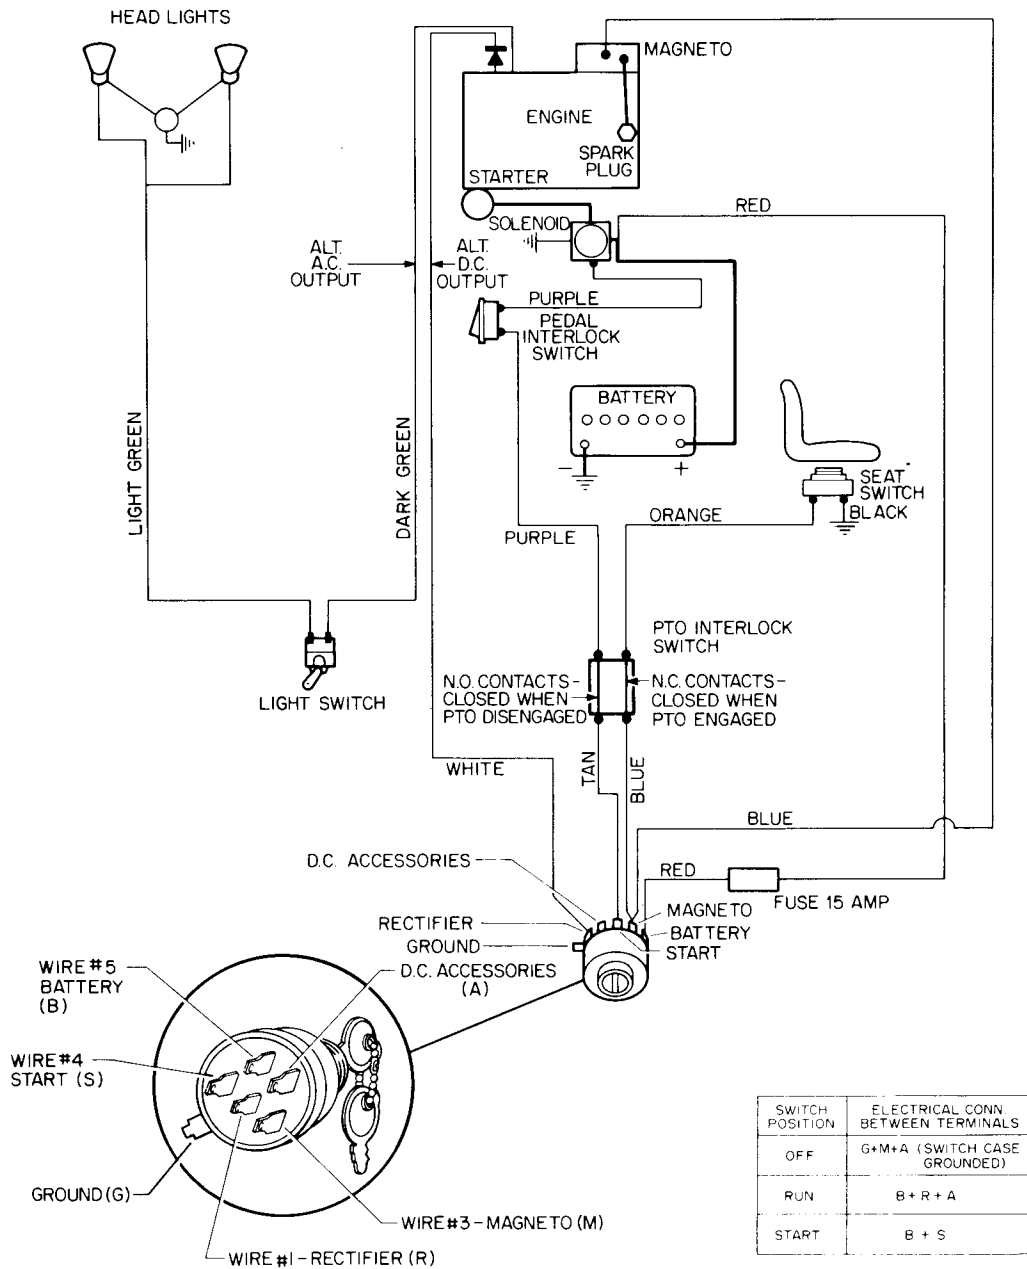 HEAD LIGHTS
MAGNETO
ENGINE
SPARK
PLUG
STARTER
SOLENOID
RED
ALT.
A.C.
OUTPUT
ALT.
D.C.
OUTPUT
PURPLE
PEDAL
INTERLOCK
SWITCH
BATTERY
- +
LIGHT GREEN
DARK GREEN
SEAT
SWITCH
BLACK
ORANGE
PURPLE
PTO INTERLOCK
SWITCH
N.O. CONTACTS-
CLOSED WHEN
PTO DISENGAGED
N.C. CONTACTS-
CLOSED WHEN
PTO ENGAGED
LIGHT SWITCH
WHITE
TAN
BLUE
BLUE
D.C. ACCESSORIES
RED
FUSE 15 AMP
RECTIFIER
GROUND
MAGNETO
BATTERY
START
WIRE #5
BATTERY
(B)
D.C. ACCESSORIES
(A)
WIRE #4
START (S)
GROUND (G)
WIRE #3-MAGNETO (M)
WIRE #1-RECTIFIER (R)
SWITCH
POSITION
ELECTRICAL CONN.
BETWEEN TERMINALS
OFF
G+M+A (SWITCH CASE
GROUNDED)
RUN
B+R+A
START
B+S